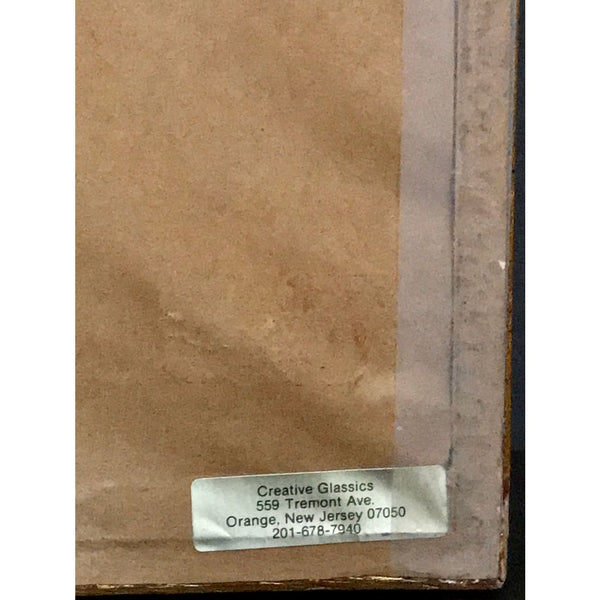 Creative Glassics
559 Tremont Ave.
Orange, New Jersey 07050
201-678-7940